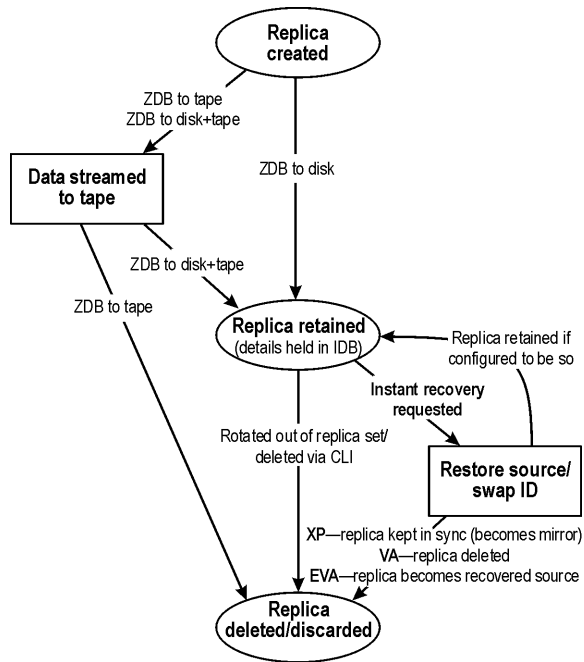 Replica
created
ZDB to tape
ZDB to disk+tape
Data streamed
to tape
ZDB to disk
ZDB to disk+tape
ZDB to tape
Replica retained
(details held in IDB)
Replica retained if
configured to be so
Instant recovery
requested
Rotated out of replica set/
deleted via CLI
Restore source/
swap ID
XP—replica kept in sync (becomes mirror)
VA—replica deleted
EVA—replica becomes recovered source
Replica
deleted/discarded